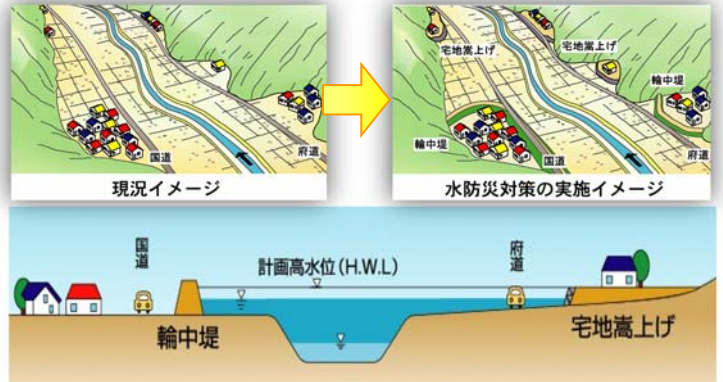 国道
府道
現況イメージ
宅地嵩上げ
宅地嵩上げ
輪中堤
輪中堤
国道
府道
水防災対策の実施イメージ
国道
計画高水位(H.W.L)
府道
輪中堤
宅地嵩上げ